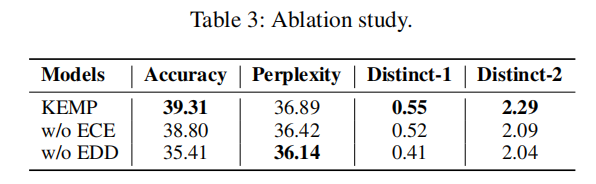 Table 3: Ablation study.
Models Accuracy Perplexity Distinct-1 Distinct-2
KEMP 39.31 36.89 0.55 2.29
w/o ECE 38.80 36.42 0.52 2.09
w/o EDD 35.41 36.14 0.41 2.04